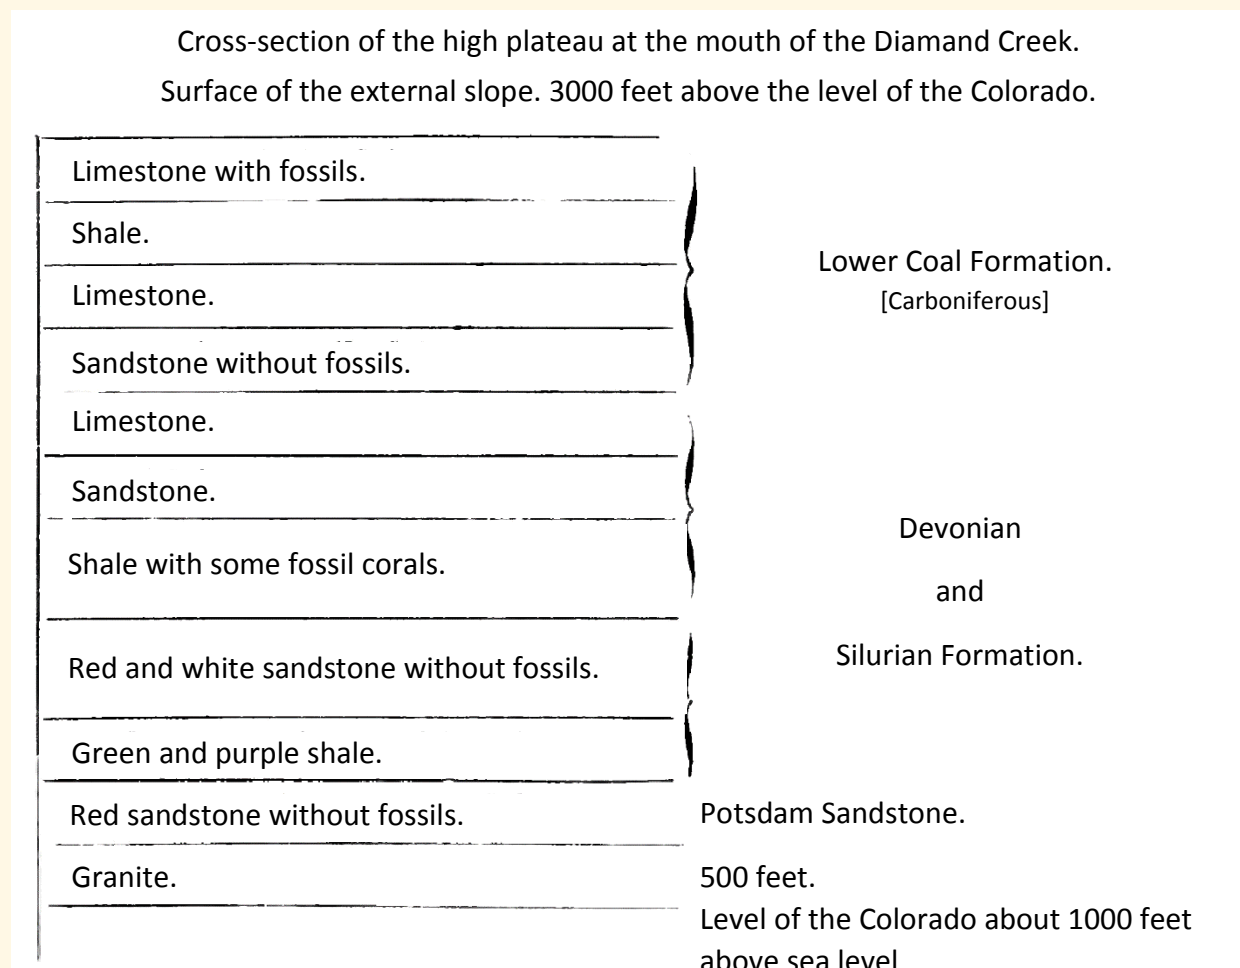 Cross-section of the high plateau at the mouth of the Diamand Creek.
Surface of the external slope. 3000 feet above the level of the Colorado.
Limestone with fossils.
Shale.
Limestone.
Sandstone without fossils.
Lower Coal Formation.
[Carboniferous]
Limestone.
Sandstone.
Shale with some fossil corals.
Red and white sandstone without fossils.
Green and purple shale.
Devonian
and
Silurian Formation.
Red sandstone without fossils.
Potsdam Sandstone.
Granite.
500 feet.
Level of the Colorado about 1000 feet
above sea level